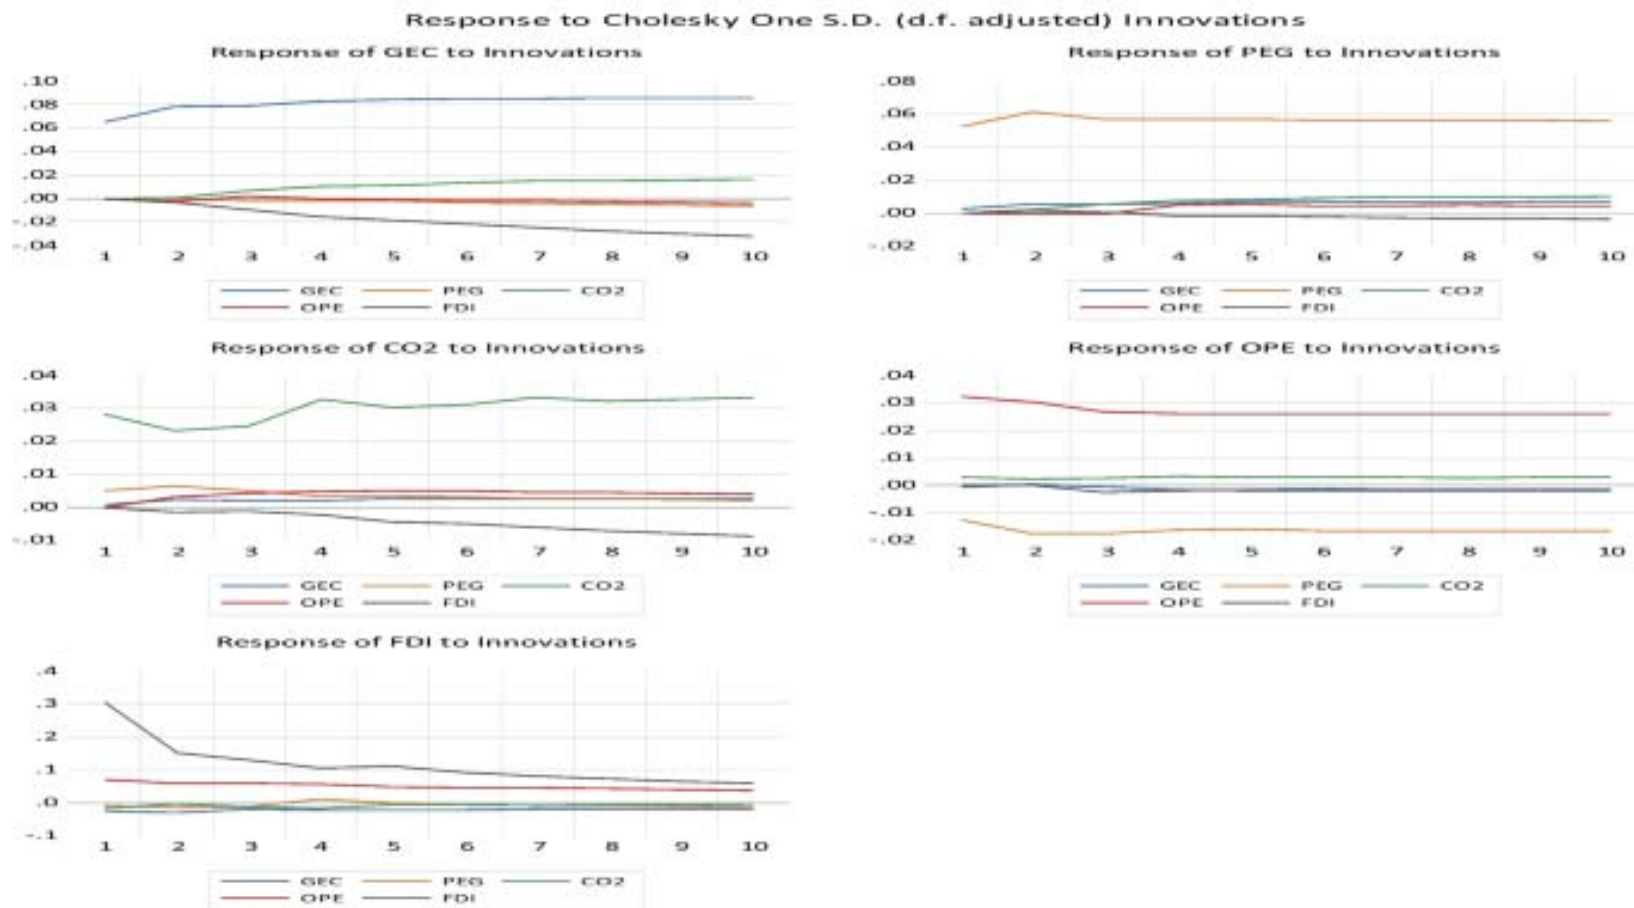 Response to Cholesky One S.D. (d.f. adjusted) Innovations
Response of GEC to Innovations
.10
.08
.06
.04
.02
.00
-.02
-.04
1 2 3 4 5 6 7 8 9 10
GEC PEG CO2
OPE FDI
Response of PEG to Innovations
.08
.06
.04
.02
.00
-.02
1 2 3 4 5 6 7 8 9 10
GEC PEG CO2
OPE FDI
Response of CO2 to Innovations
.04
.03
.02
.01
.00
-.01
1 2 3 4 5 6 7 8 9 10
GEC PEG CO2
OPE FDI
Response of OPE to Innovations
.04
.03
.02
.01
.00
-.01
-.02
1 2 3 4 5 6 7 8 9 10
GEC PEG CO2
OPE FDI
Response of FDI to Innovations
.4
.3
.2
.1
.0
-.1
1 2 3 4 5 6 7 8 9 10
GEC PEG CO2
OPE FDI